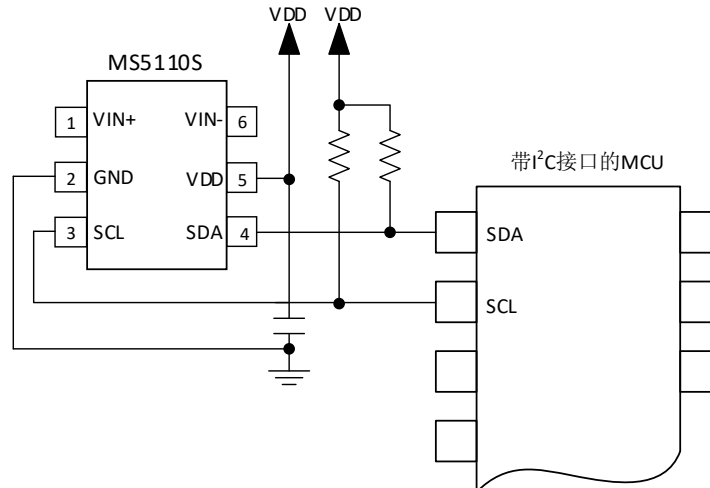 VDD VDD
MS5110S
1 VIN+ VIN- 6
2 GND VDD 5
3 SCL SDA 4
带I²C接口的MCU
SDA
SCL